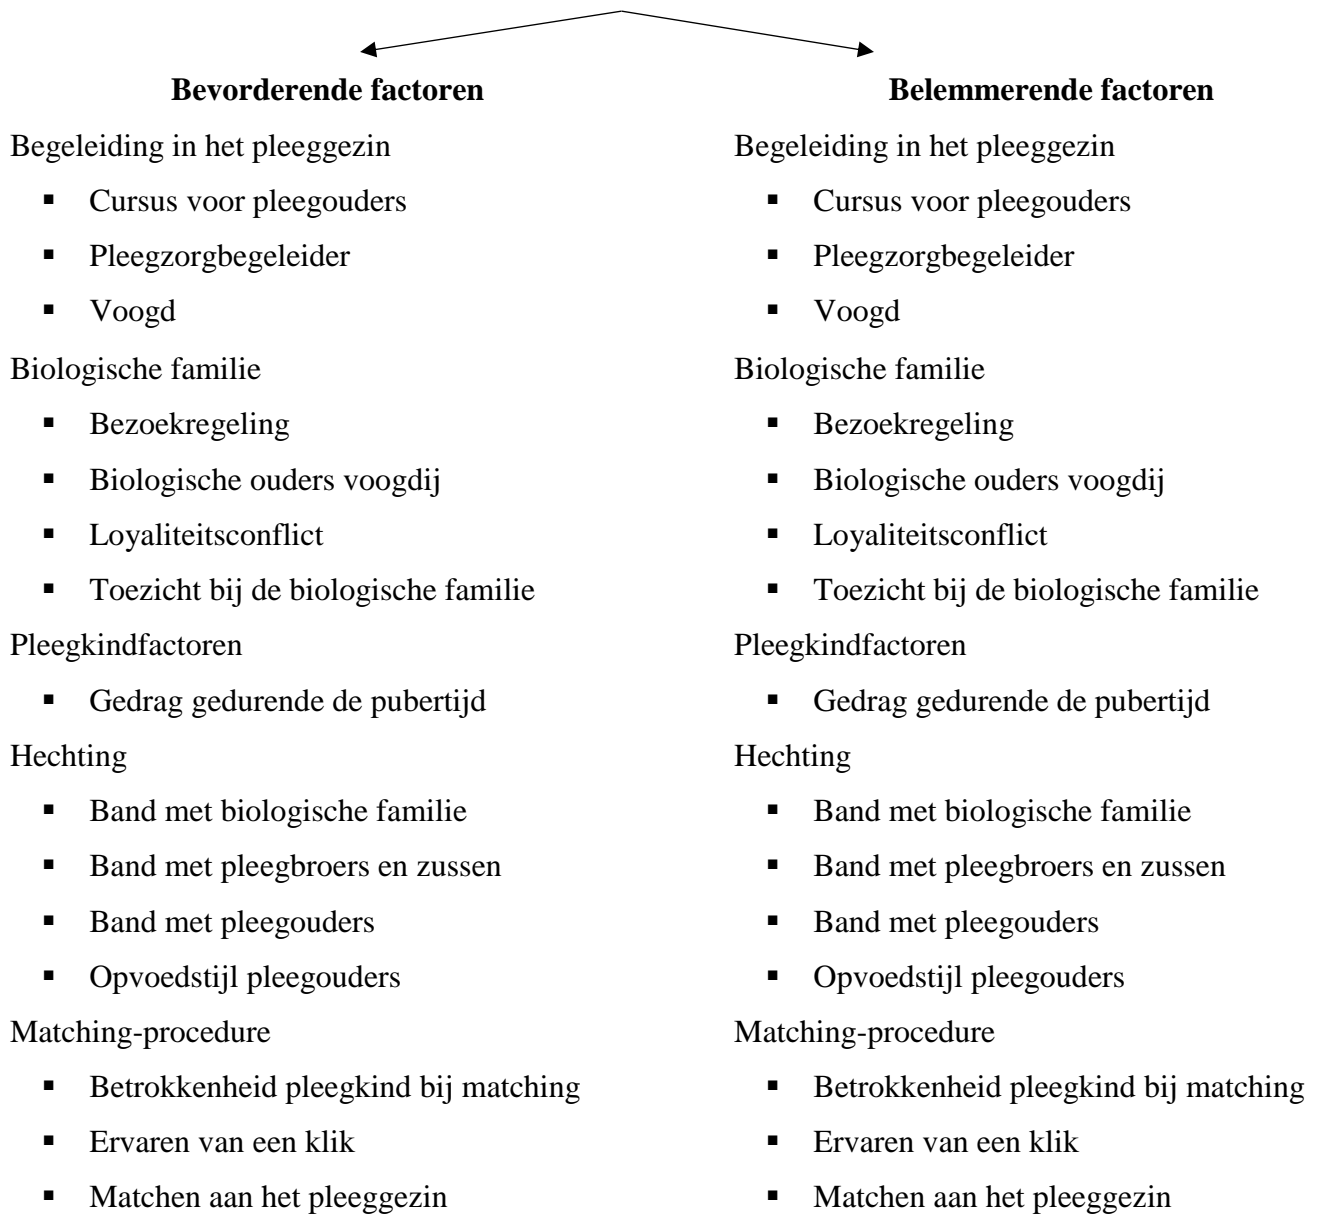 Bevorderende factoren
Begeleiding in het pleeggezin
▪ Cursus voor pleegouders
▪ Pleegzorgbegeleider
▪ Voogd
Biologische familie
▪ Bezoekregeling
▪ Biologische ouders voogdij
▪ Loyaliteitsconflict
▪ Toezicht bij de biologische familie
Pleegkindfactoren
▪ Gedrag gedurende de pubertijd
Hechting
▪ Band met biologische familie
▪ Band met pleegbroers en zussen
▪ Band met pleegouders
▪ Opvoedstijl pleegouders
Matching-procedure
▪ Betrokkenheid pleegkind bij matching
▪ Ervaren van een klik
▪ Matchen aan het pleeggezin
Belemmerende factoren
Begeleiding in het pleeggezin
▪ Cursus voor pleegouders
▪ Pleegzorgbegeleider
▪ Voogd
Biologische familie
▪ Bezoekregeling
▪ Biologische ouders voogdij
▪ Loyaliteitsconflict
▪ Toezicht bij de biologische familie
Pleegkindfactoren
▪ Gedrag gedurende de pubertijd
Hechting
▪ Band met biologische familie
▪ Band met pleegbroers en zussen
▪ Band met pleegouders
▪ Opvoedstijl pleegouders
Matching-procedure
▪ Betrokkenheid pleegkind bij matching
▪ Ervaren van een klik
▪ Matchen aan het pleeggezin